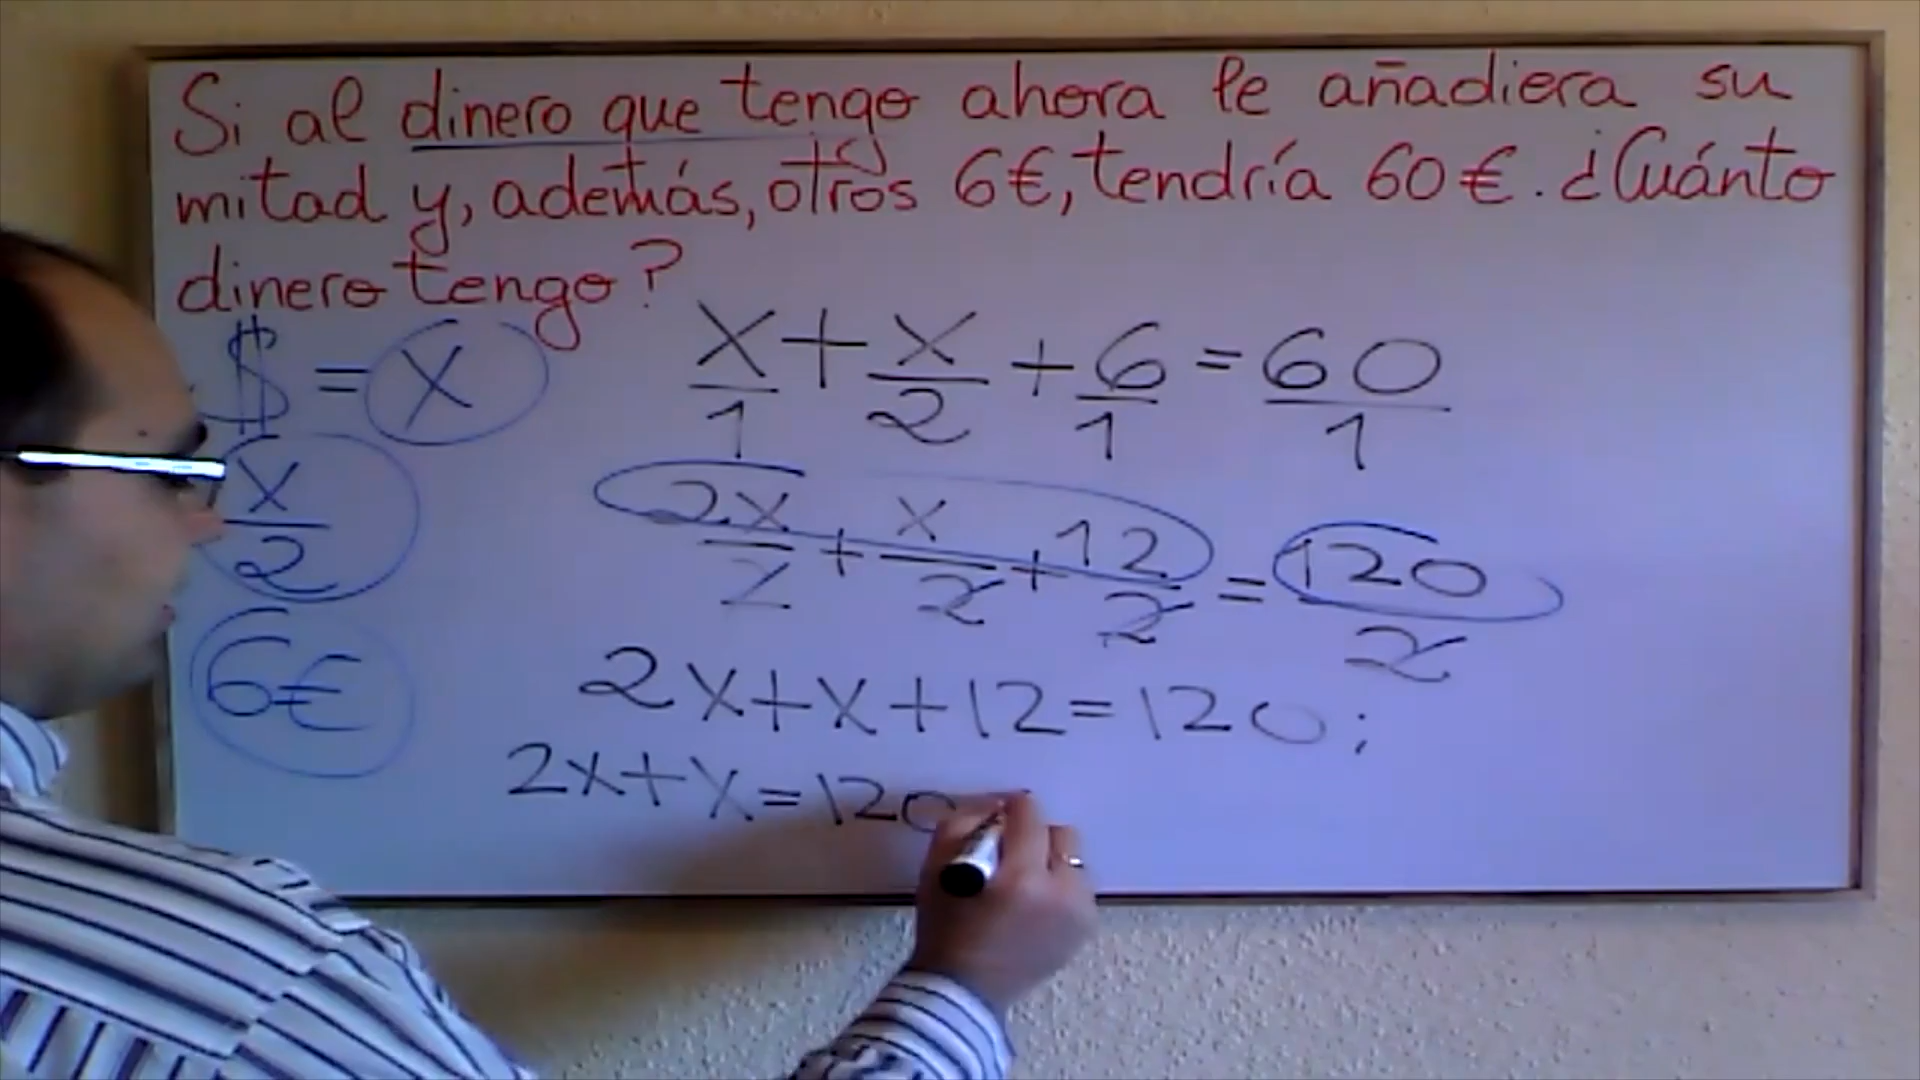 Si al dinero que tengo ahora le añadiera su
mitad y, además, otros 6€, tendría 60€. ¿Cuánto
dinero tengo?
$ = x
x/2
6€
x/1 + x/2 + 6/1 = 60/1
2x/2 + x/2 + 12/2 = 120/2
2x+x+12=120;
2x+x=120